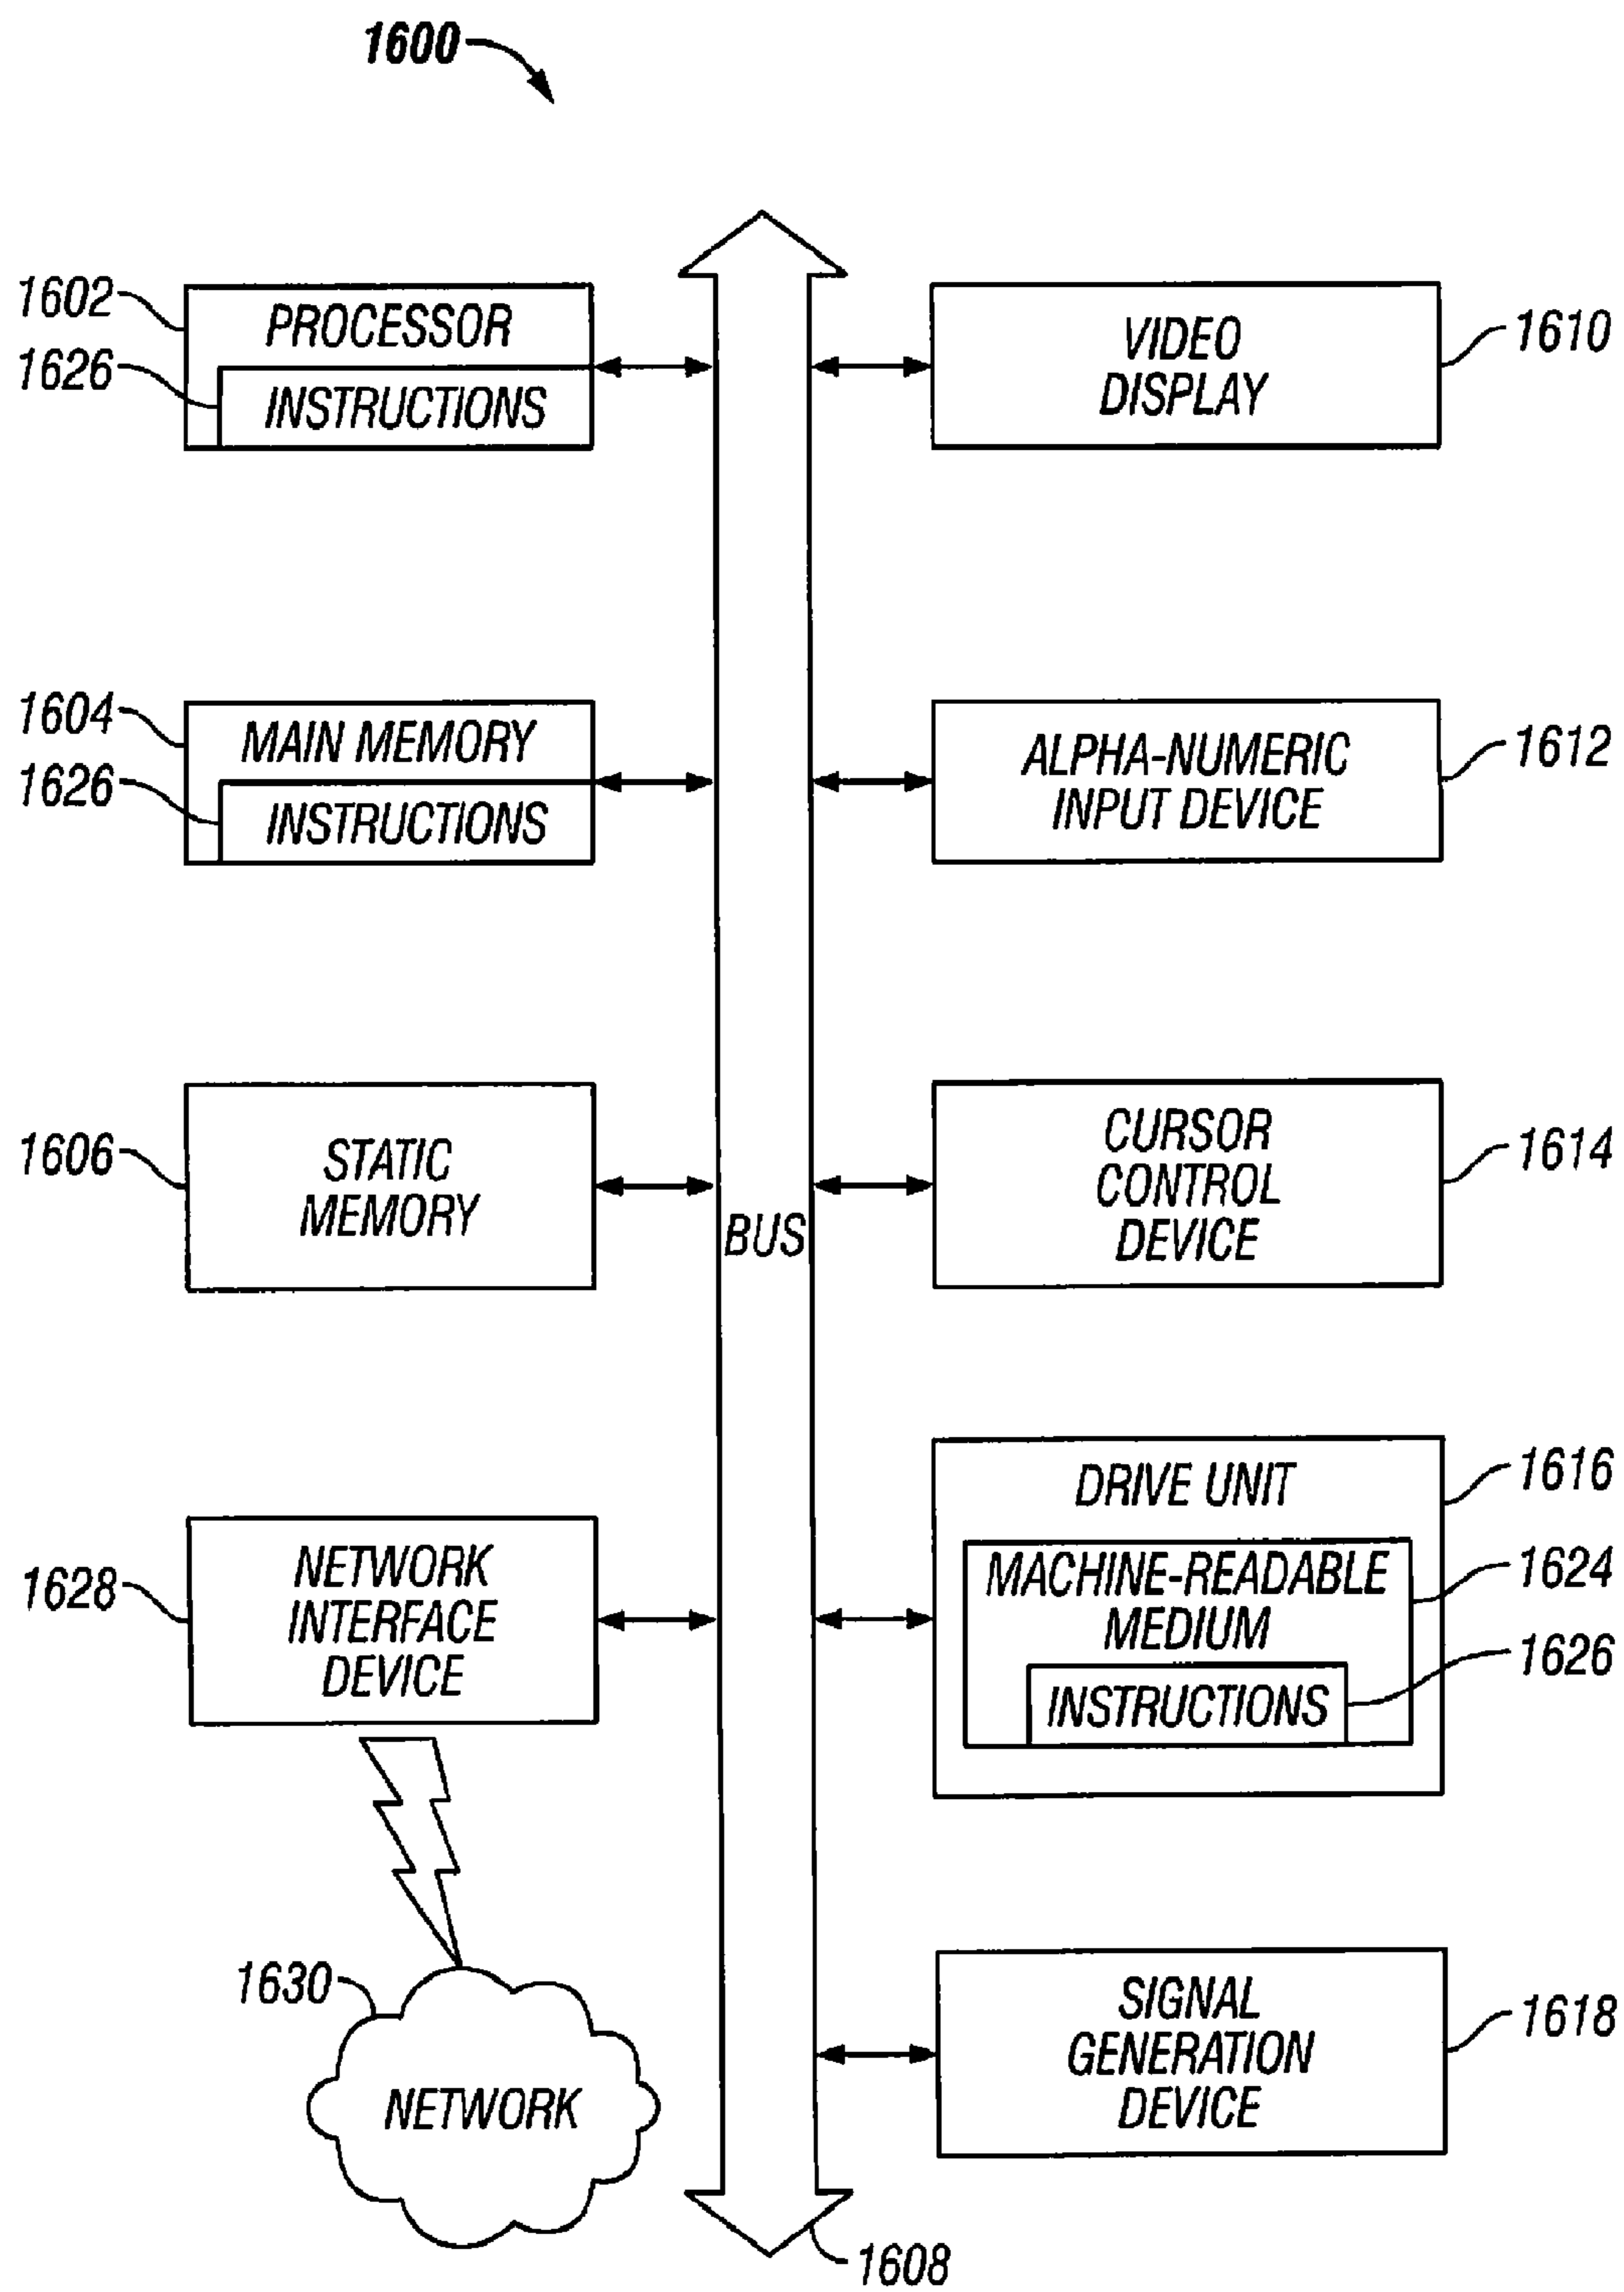 1600
1602
PROCESSOR
1626
INSTRUCTIONS
VIDEO
DISPLAY
1610
1604
MAIN MEMORY
1626
INSTRUCTIONS
ALPHA-NUMERIC
INPUT DEVICE
1612
1606
STATIC
MEMORY
BUS
CURSOR
CONTROL
DEVICE
1614
1628
NETWORK
INTERFACE
DEVICE
DRIVE UNIT
1616
MACHINE-READABLE
MEDIUM
1624
INSTRUCTIONS
1626
1630
NETWORK
SIGNAL
GENERATION
DEVICE
1618
1608